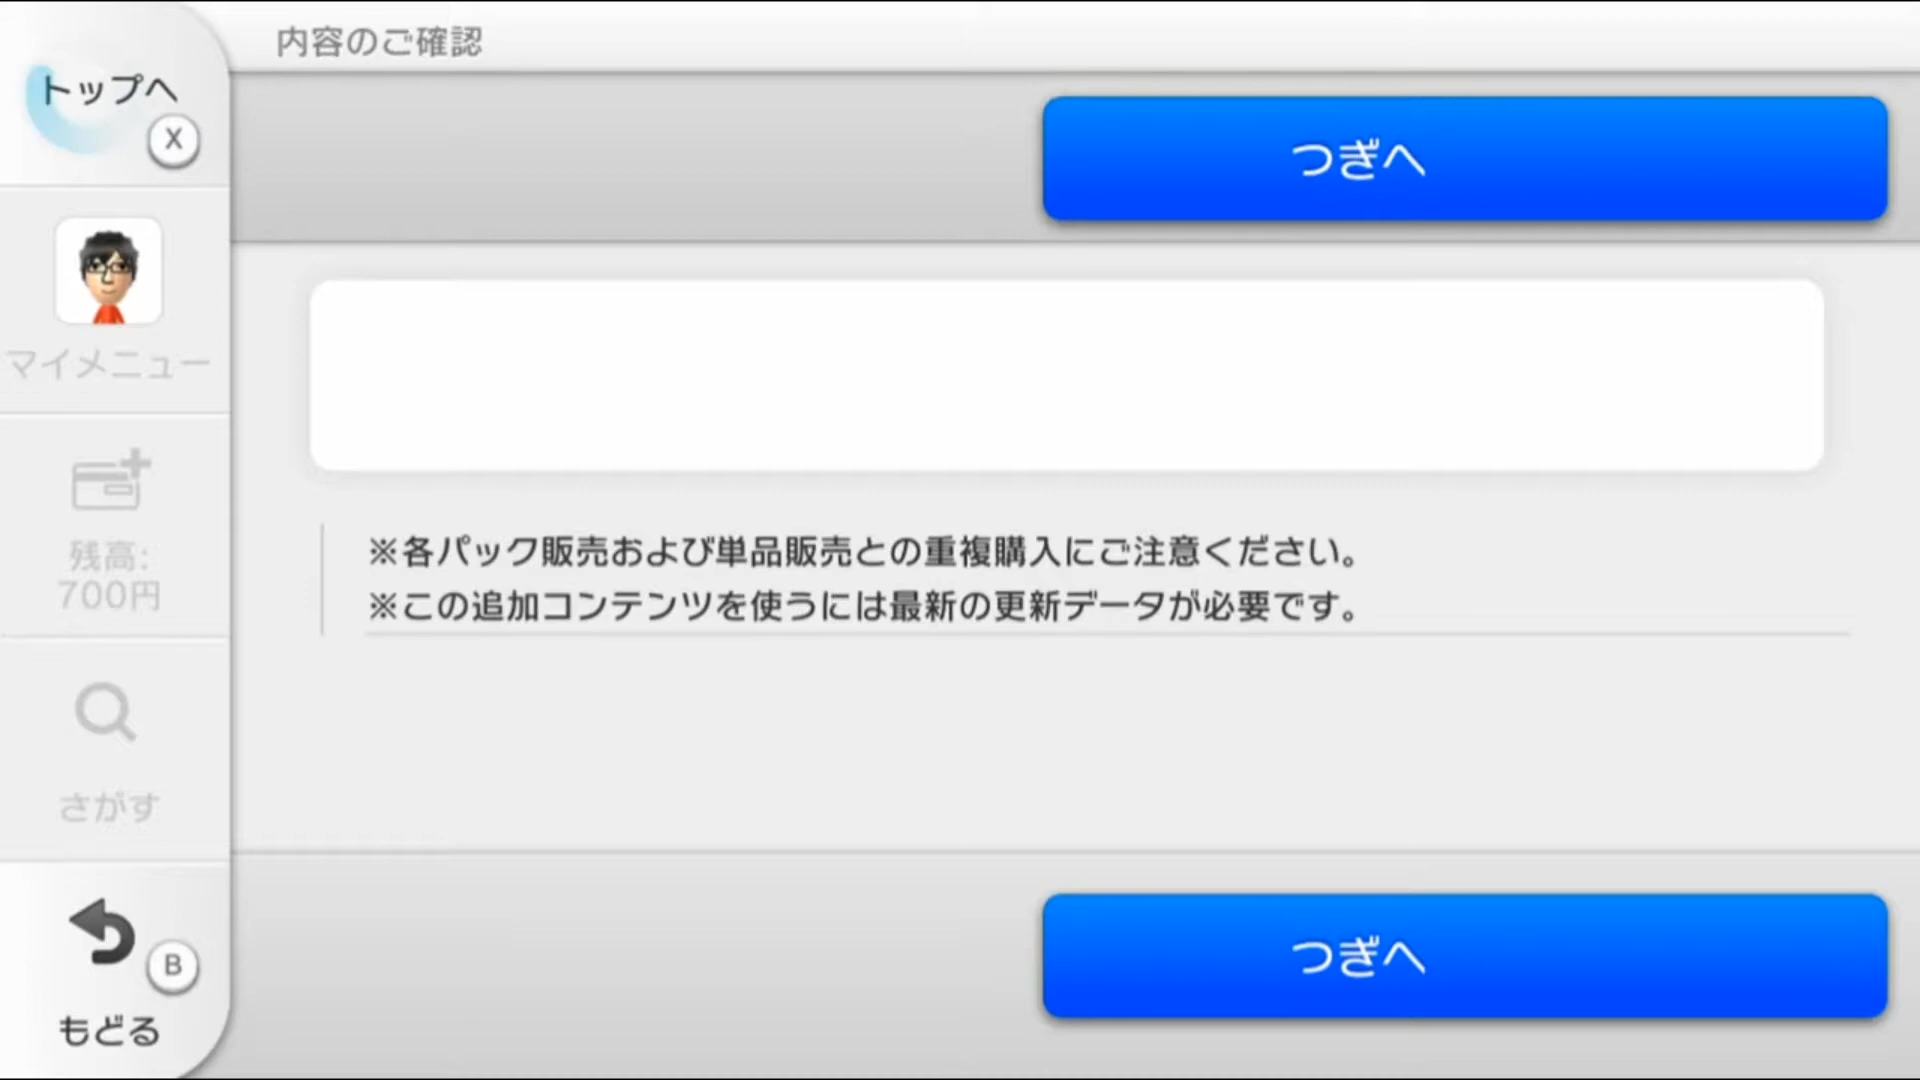 内容のご確認
トップへ
X
つぎへ
マイメニュー
※各パック販売および単品販売との重複購入にご注意ください。
※この追加コンテンツを使うには最新の更新データが必要です。
残高:
700円
さがす
つぎへ
B
もどる